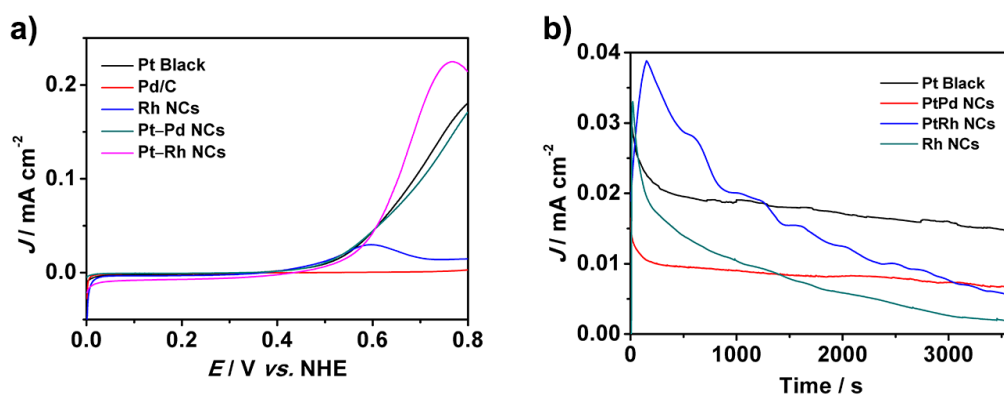 a)
J / mA cm⁻²
0.2
0.1
0.0
Pt Black
Pd/C
Rh NCs
Pt–Pd NCs
Pt–Rh NCs
0.0 0.2 0.4 0.6 0.8
E / V vs. NHE
b)
J / mA cm⁻²
0.04
0.03
0.02
0.01
0.00
Pt Black
PtPd NCs
PtRh NCs
Rh NCs
0 1000 2000 3000
Time / s